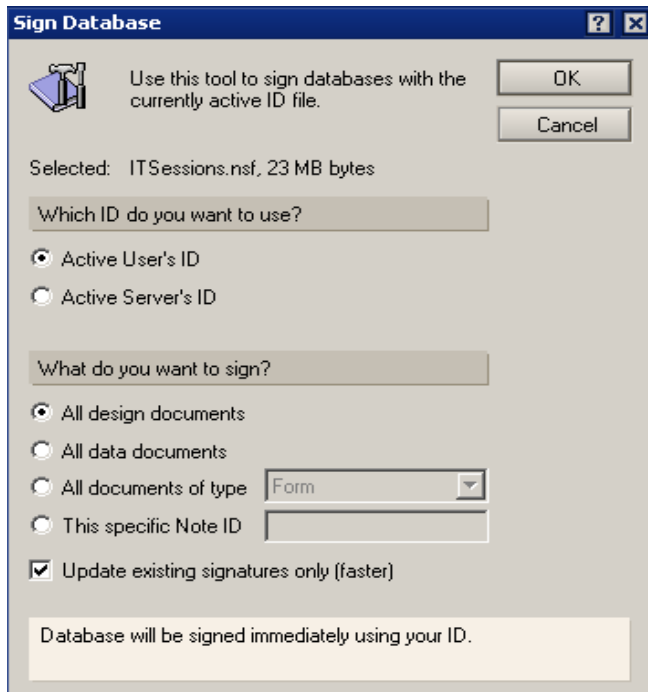 Sign Database
Use this tool to sign databases with the
currently active ID file.
OK
Cancel
Selected: ITSessions.nsf, 23 MB bytes
Which ID do you want to use?
Active User's ID
Active Server's ID
What do you want to sign?
All design documents
All data documents
All documents of type Form
This specific Note ID
Update existing signatures only (faster)
Database will be signed immediately using your ID.